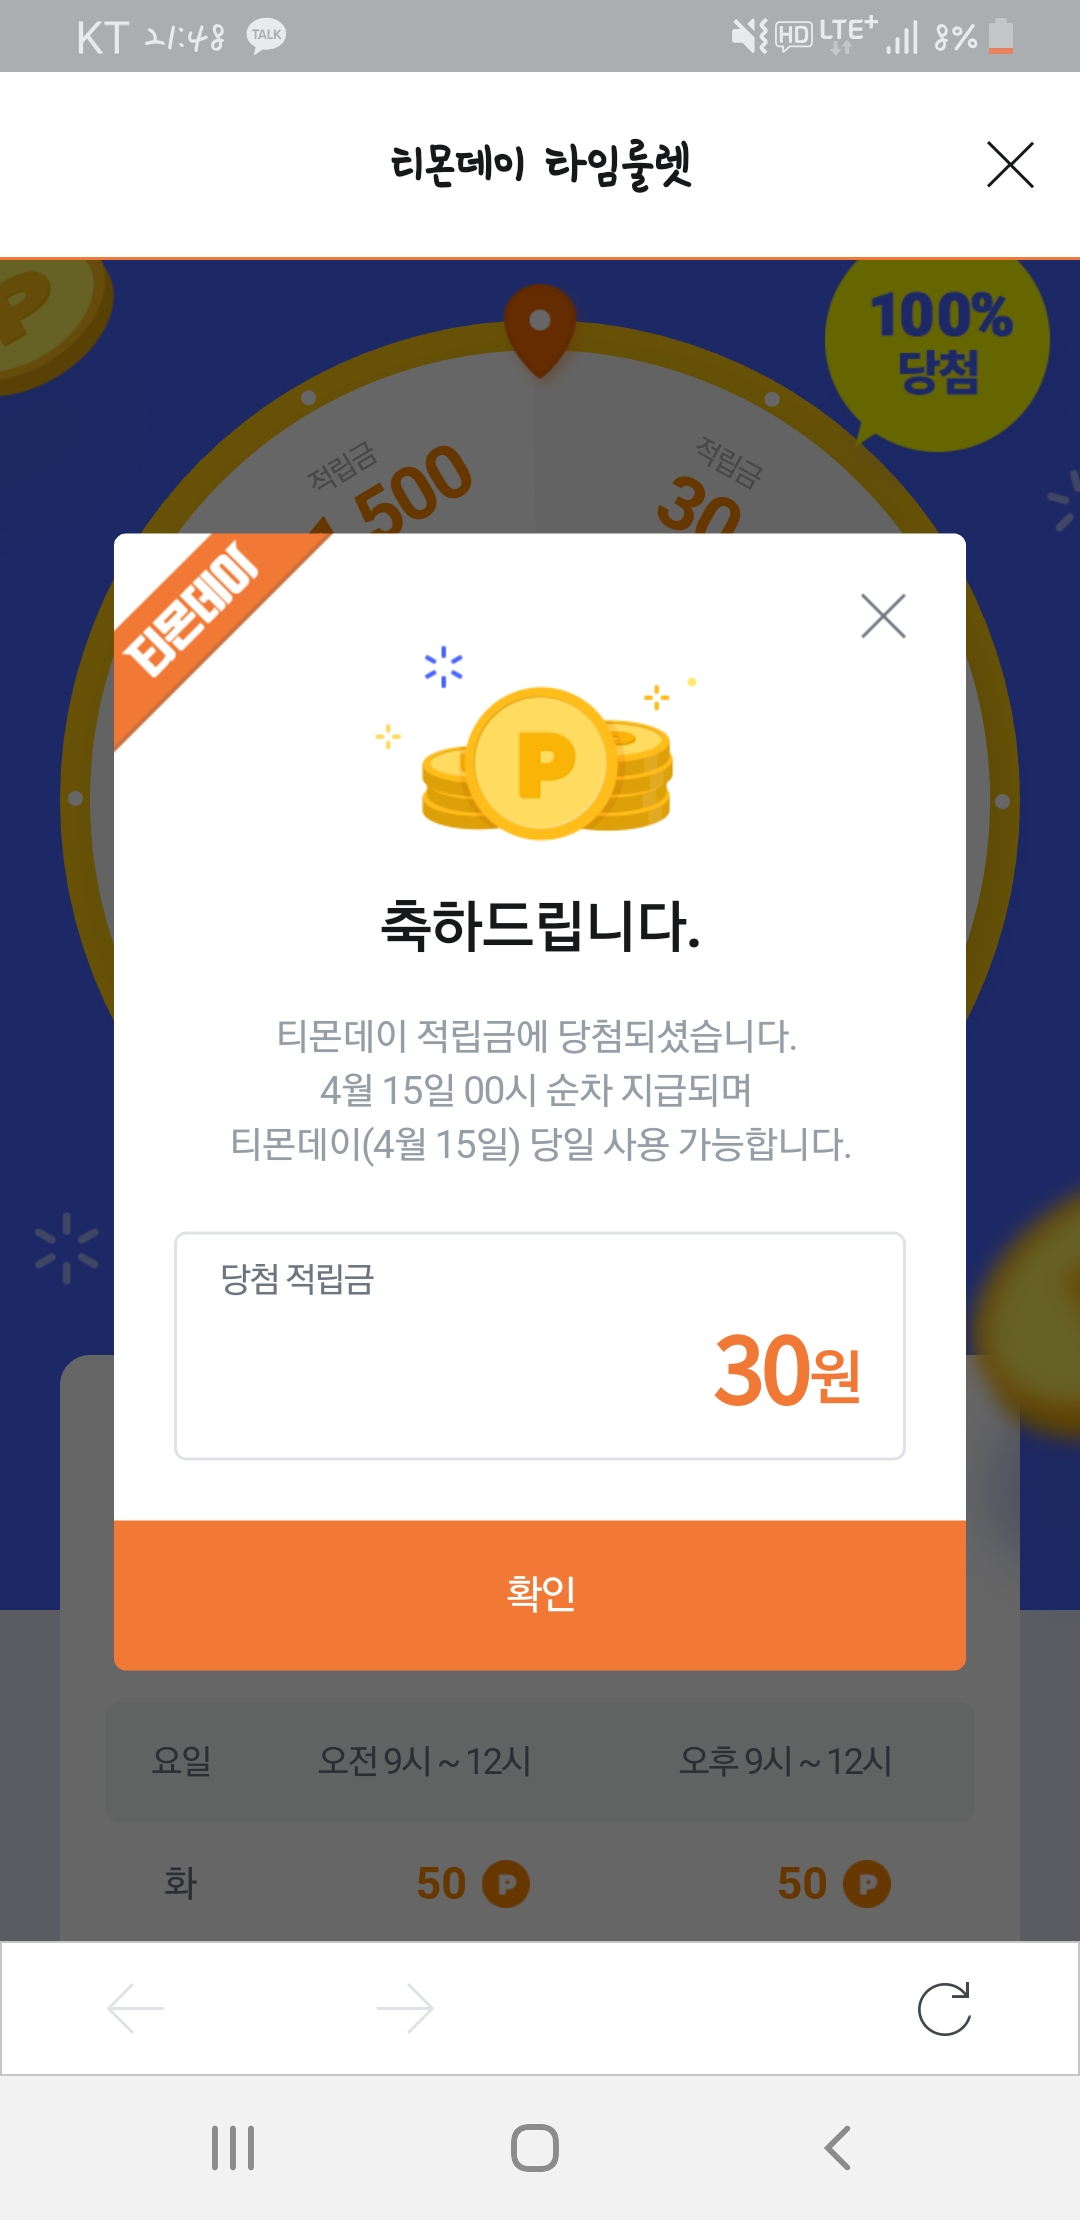 KT 21:48 TALK HD LTE+ 8%
티몬데이 타임룰렛
P
100%
당첨
적립금
적립금
500
30
티몬데이
P
축하드립니다.
티몬데이 적립금에 당첨되셨습니다.
4월 15일 00시 순차 지급되며
티몬데이(4월 15일) 당일 사용 가능합니다.
당첨 적립금
30원
확인
요일 오전 9시 ~ 12시 오후 9시 ~ 12시
화 50 P 50 P